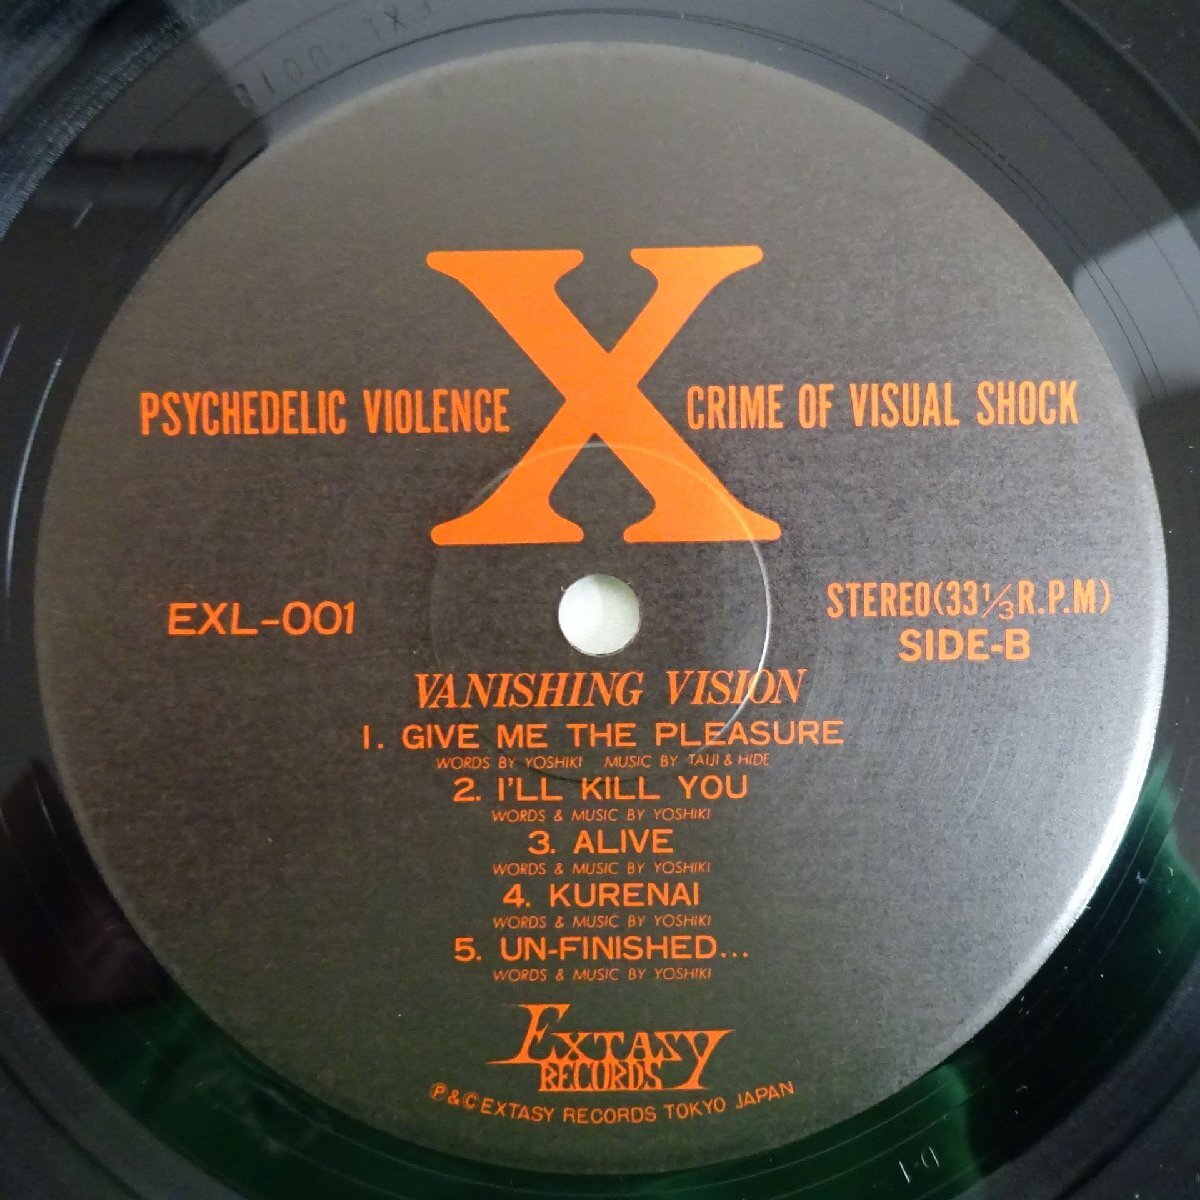 X
PSYCHEDELIC VIOLENCE CRIME OF VISUAL SHOCK
EXL-001
STEREO(33⅓R.P.M)
SIDE-B
VANISHING VISION
1. GIVE ME THE PLEASURE
WORDS BY YOSHIKI MUSIC BY TAIJI & HIDE
2. I'LL KILL YOU
WORDS & MUSIC BY YOSHIKI
3. ALIVE
WORDS & MUSIC BY YOSHIKI
4. KURENAI
WORDS & MUSIC BY YOSHIKI
5. UN-FINISHED...
WORDS & MUSIC BY YOSHIKI
EXTASY
RECORDS
Ⓟ&©EXTASY RECORDS TOKYO JAPAN